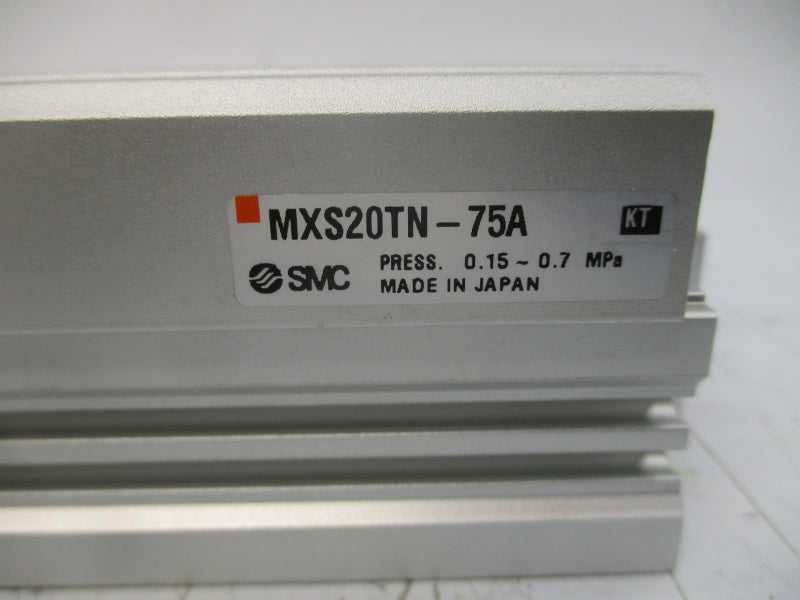 MXS20TN-75A KT
SMC PRESS. 0.15~0.7 MPa
MADE IN JAPAN